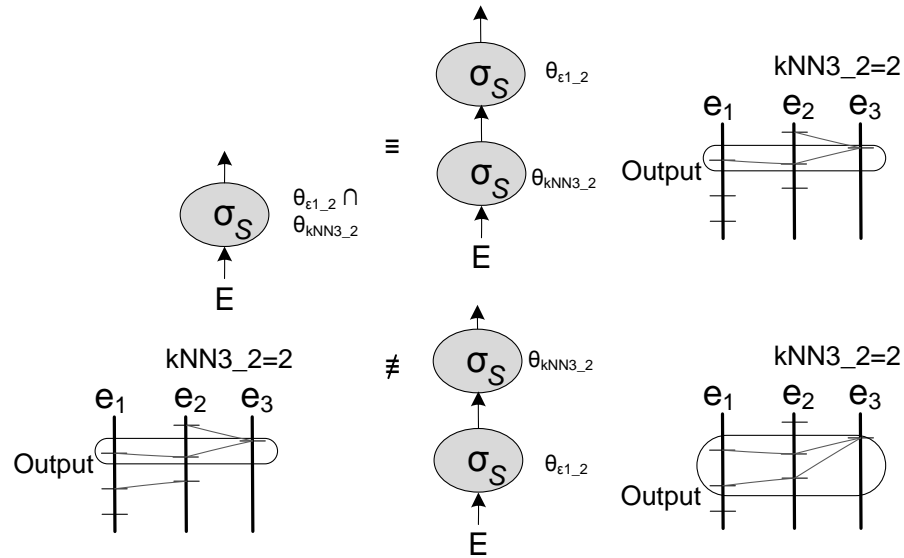 σS
θε1_2
kNN3_2=2
e1 e2 e3
≡
σS
θkNN3_2
Output
E
σS
θε1_2 ∩
θkNN3_2
E
kNN3_2=2
e1 e2 e3
Output
≢
σS
θkNN3_2
σS
θε1_2
E
kNN3_2=2
e1 e2 e3
Output